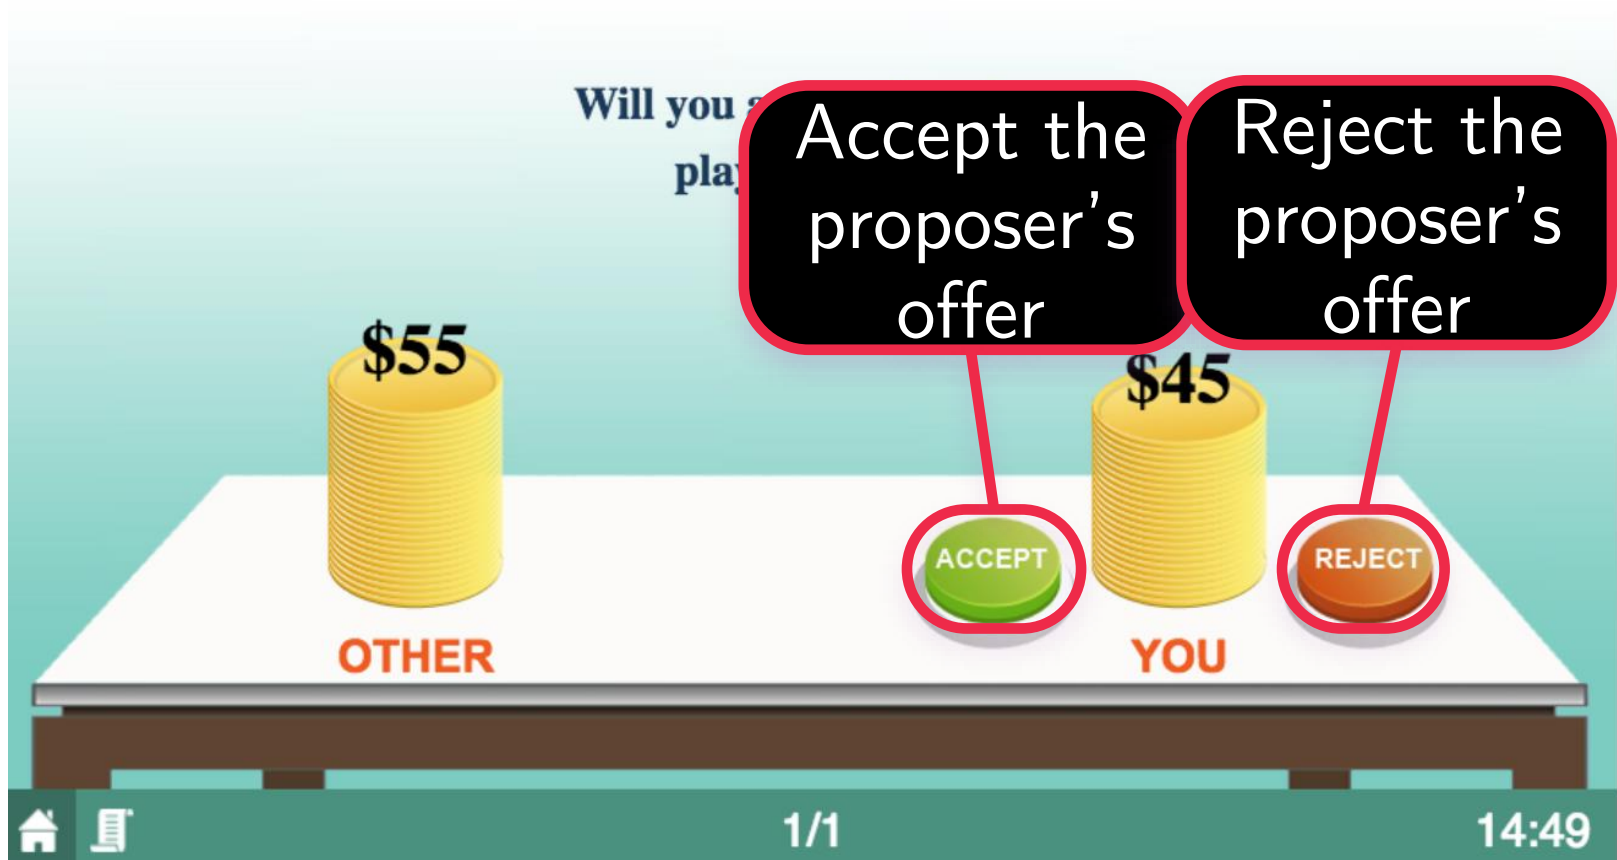 Will you
Accept the
proposer's
offer
Reject the
proposer's
offer
$55
$45
ACCEPT
REJECT
OTHER
YOU
1/1
14:49